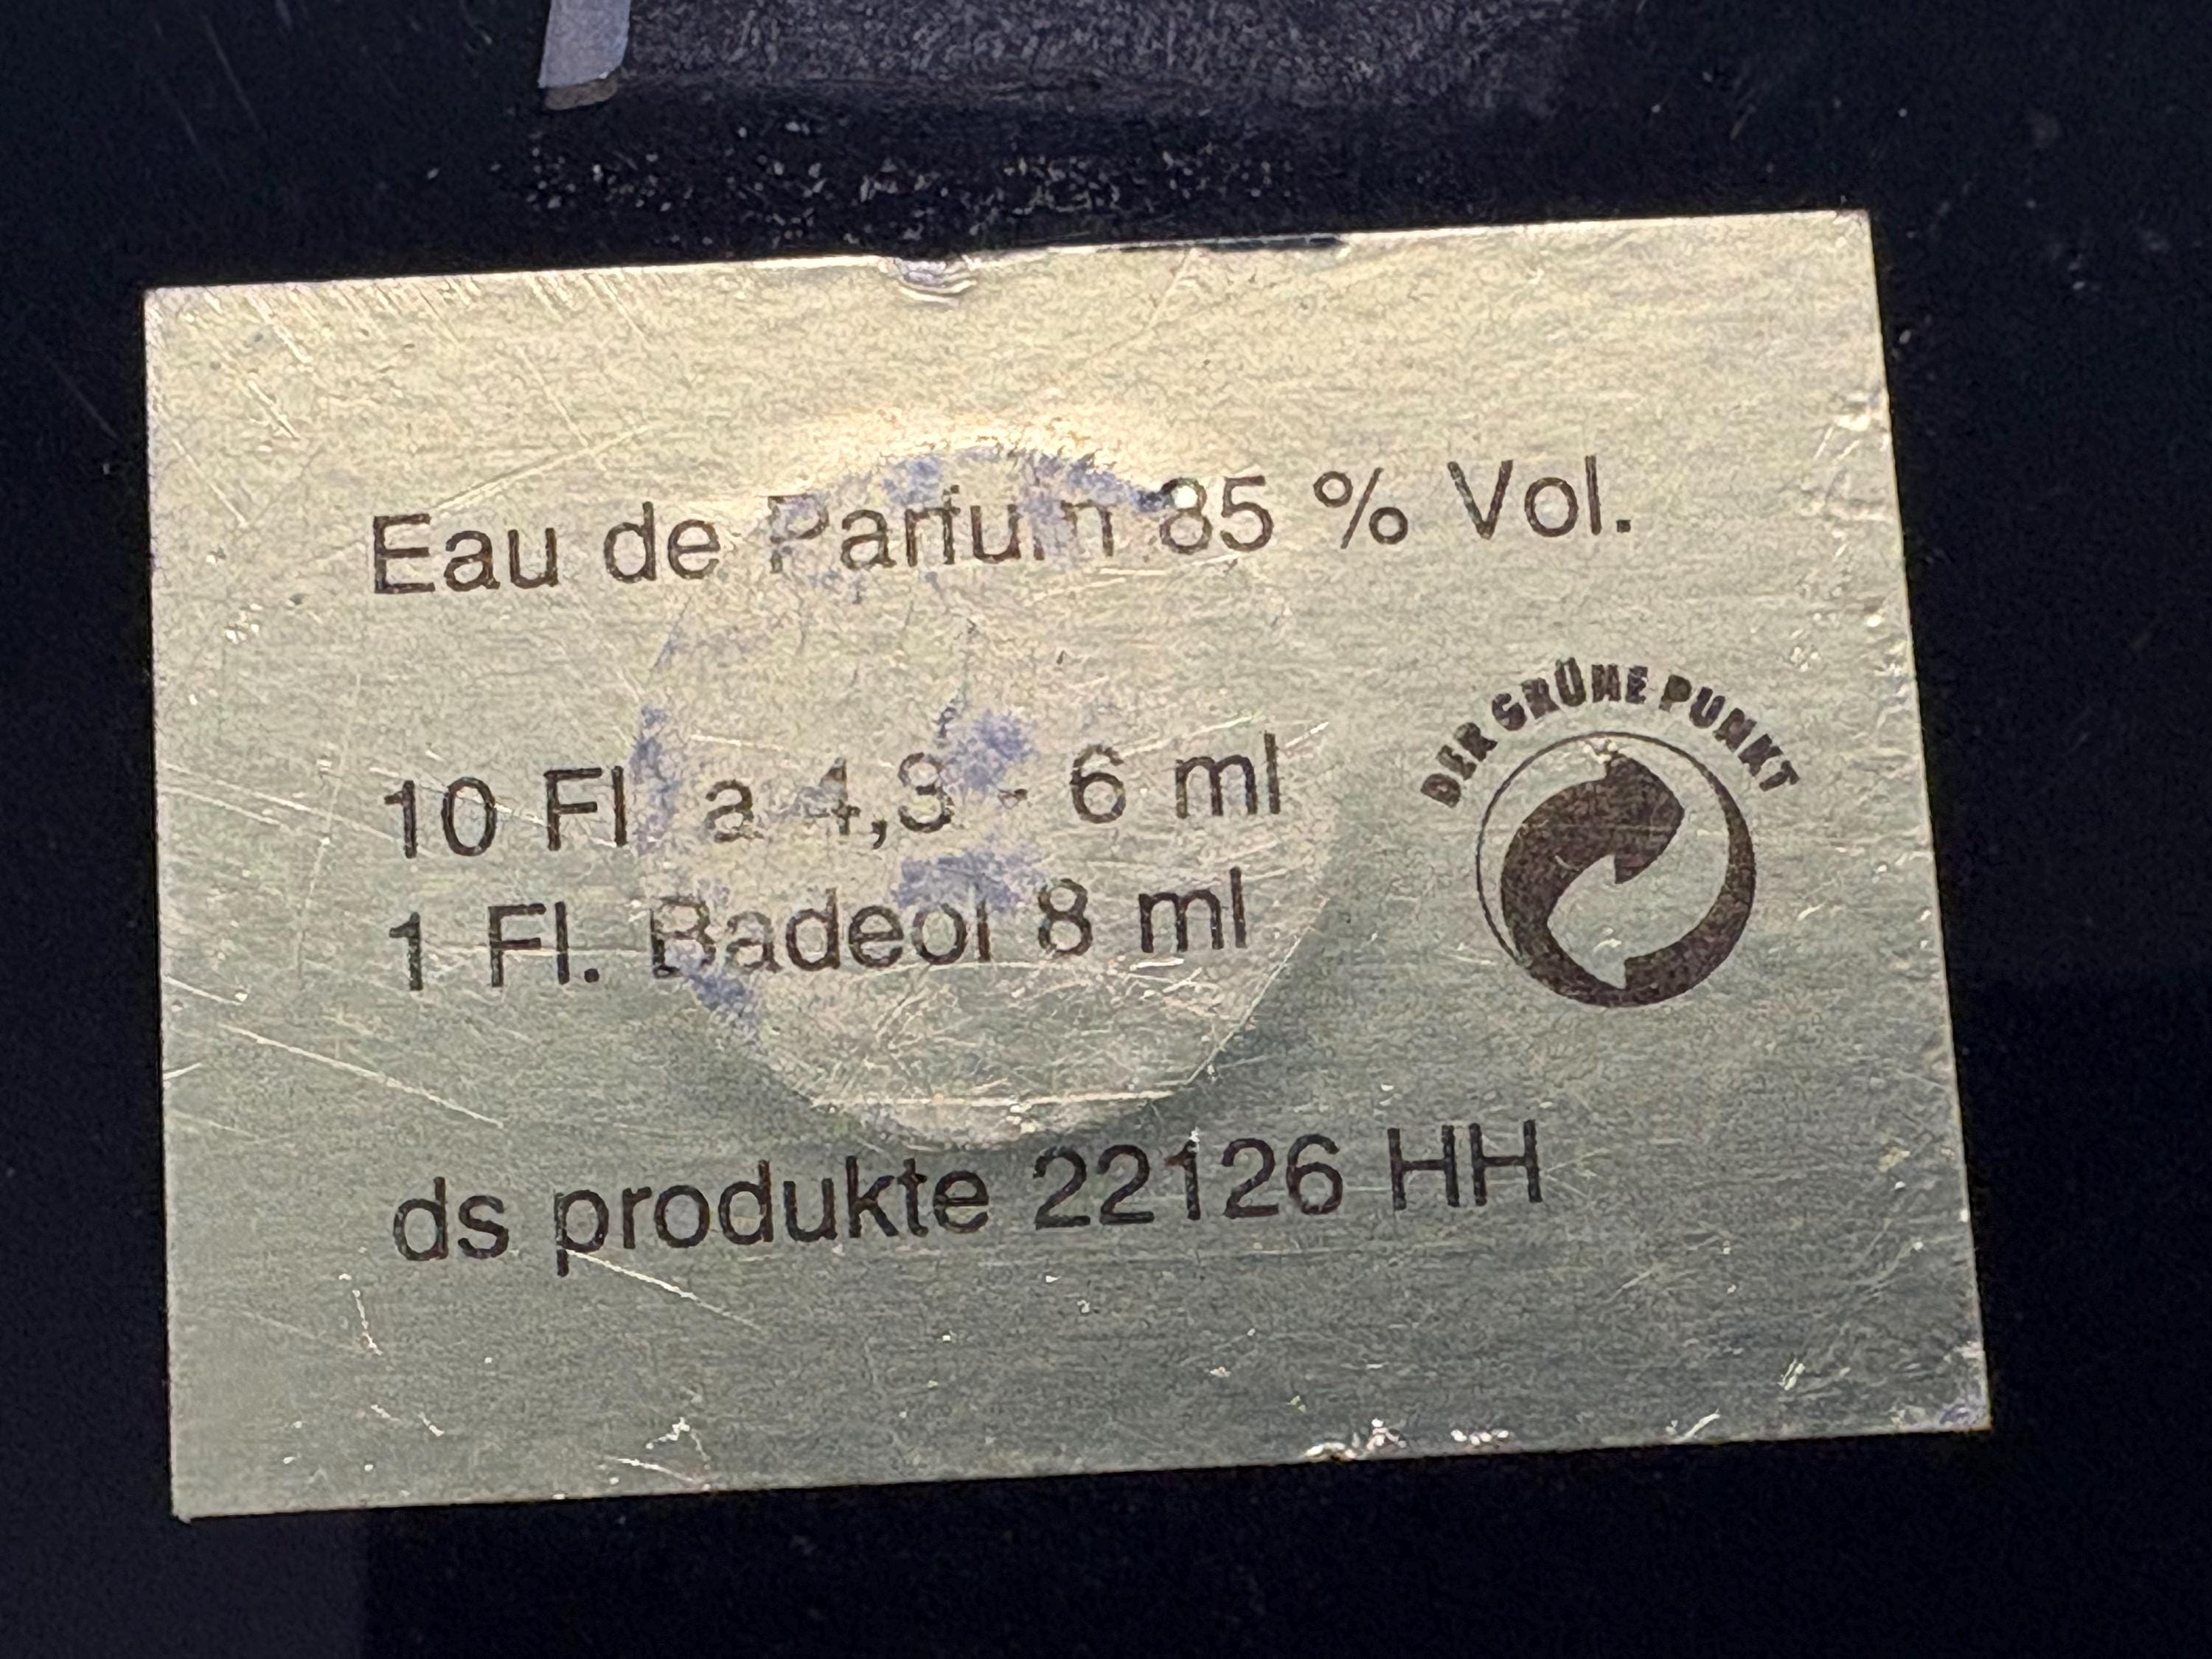 Eau de Parfum 85 % Vol.
10 Fl. a 4,3 - 6 ml
1 Fl. Badeöl 8 ml
DER GRÜNE PUNKT
ds produkte 22126 HH